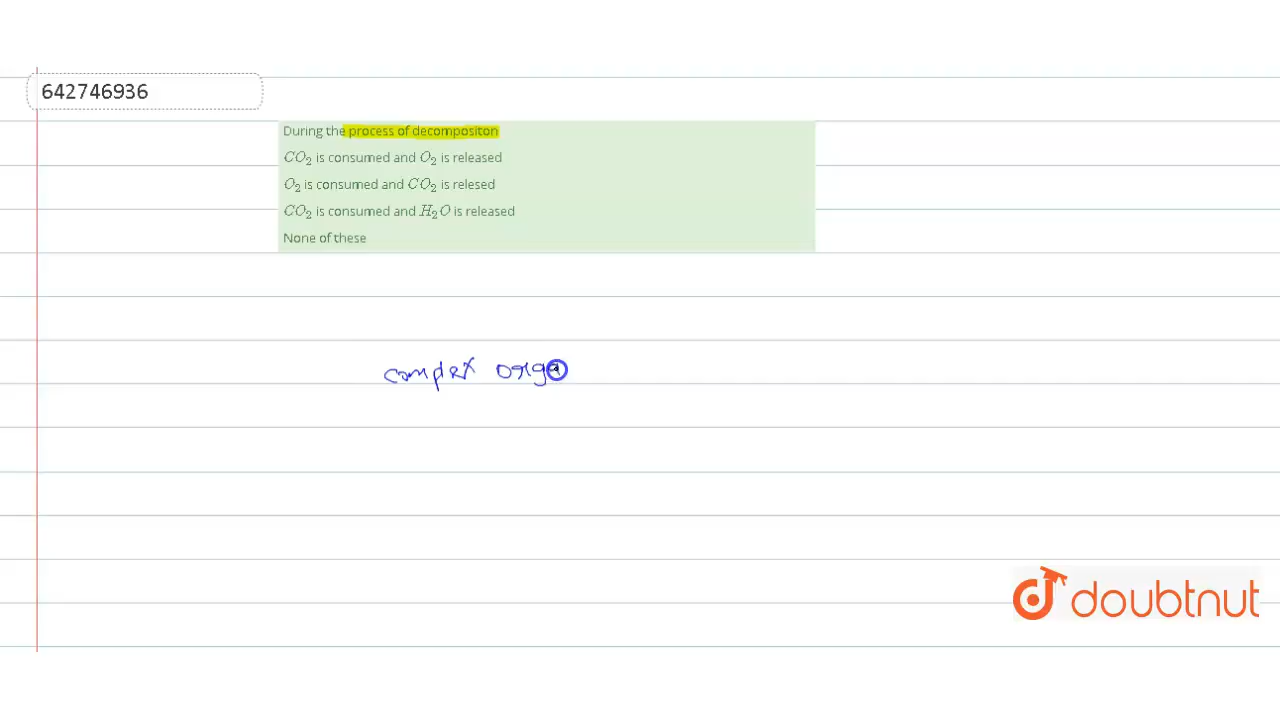 642746936
During the process of decompositon
CO₂ is consumed and O₂ is released
O₂ is consumed and CO₂ is relesed
CO₂ is consumed and H₂O is released
None of these
complex orga
doubtnut